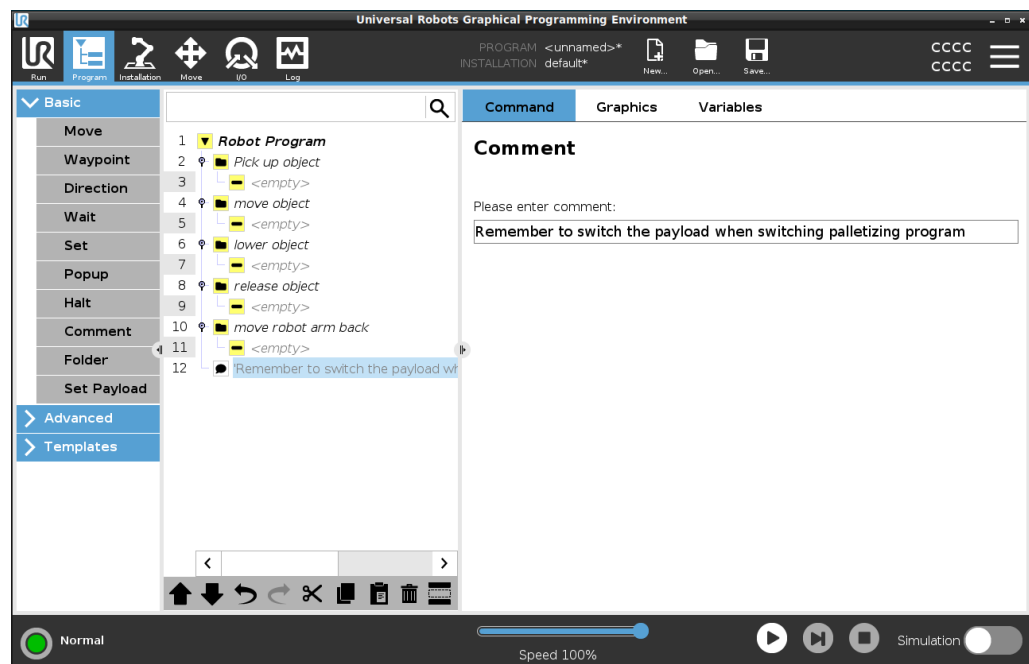 Universal Robots Graphical Programming Environment
UR
Run
Program
Installation
Move
I/O
Log
PROGRAM <unnamed>*
INSTALLATION default*
New...
Open...
Save...
CCCC
CCCC
Basic
Move
Waypoint
Direction
Wait
Set
Popup
Halt
Comment
Folder
Set Payload
Advanced
Templates
1 Robot Program
2 Pick up object
3 <empty>
4 move object
5 <empty>
6 lower object
7 <empty>
8 release object
9 <empty>
10 move robot arm back
11 <empty>
12 'Remember to switch the payload wh
Command Graphics Variables
Comment
Please enter comment:
Remember to switch the payload when switching palletizing program
Normal
Speed 100%
Simulation